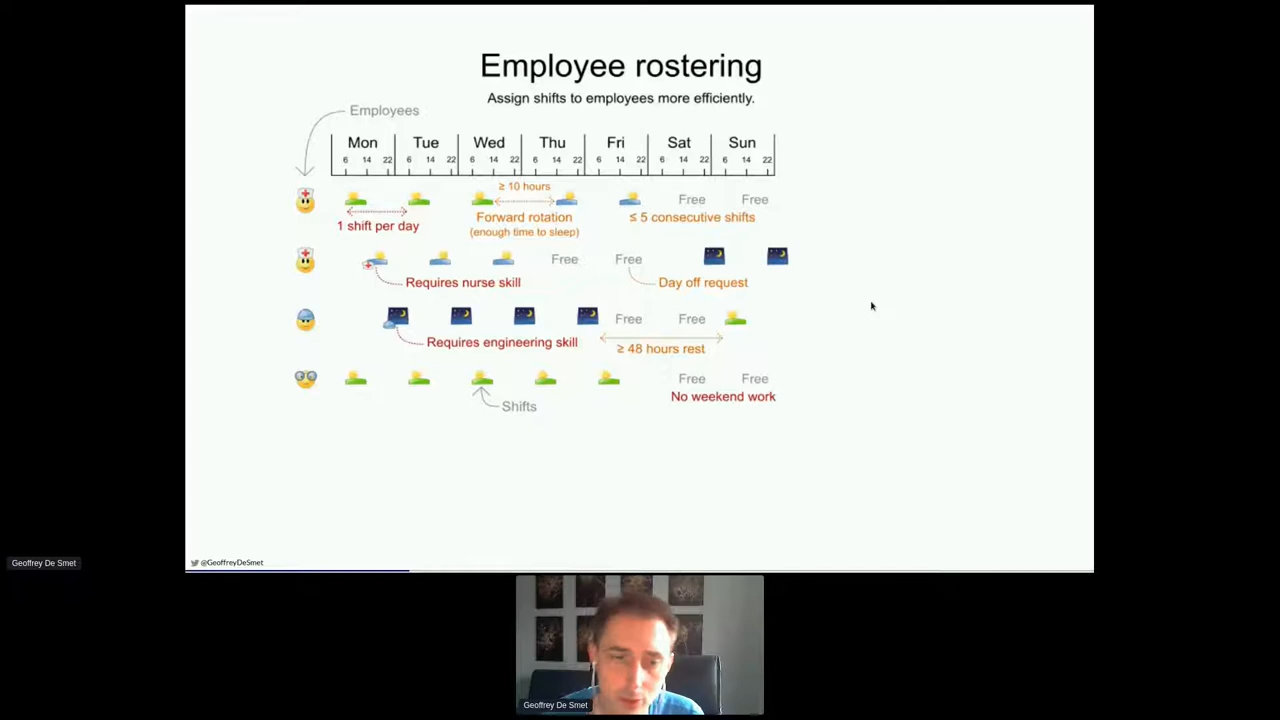 Employee rostering
Assign shifts to employees more efficiently.
Employees
Mon Tue Wed Thu Fri Sat Sun
6 14 22 6 14 22 6 14 22 6 14 22 6 14 22 6 14 22 6 14 22
≥ 10 hours
Free Free
1 shift per day
Forward rotation
(enough time to sleep)
≤ 5 consecutive shifts
Free Free
Requires nurse skill
Day off request
Free Free
Requires engineering skill
≥ 48 hours rest
Free Free
No weekend work
Shifts
@GeoffreyDeSmet
Geoffrey De Smet
Geoffrey De Smet